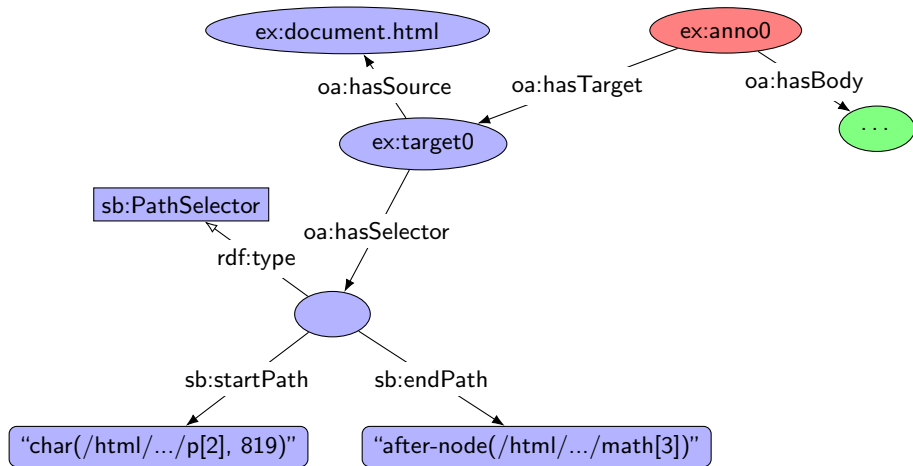 ex:document.html
ex:anno0
oa:hasSource
oa:hasTarget
oa:hasBody
ex:target0
...
sb:PathSelector
oa:hasSelector
rdf:type
sb:startPath
sb:endPath
“char(/html/.../p[2], 819)”
“after-node(/html/.../math[3])”